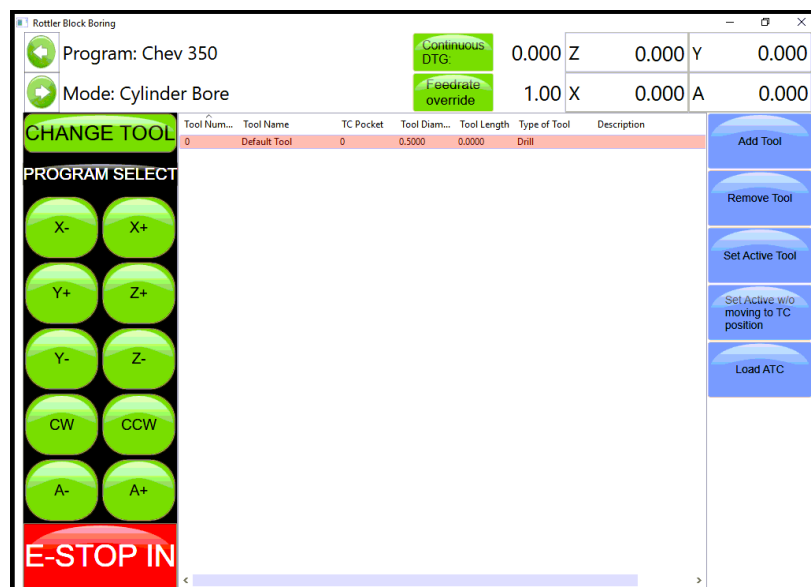 Rottler Block Boring
Program: Chev 350
Continuous
DTG:
0.000 Z 0.000 Y 0.000
Mode: Cylinder Bore
Feedrate
override
1.00 X 0.000 A 0.000
CHANGE TOOL
PROGRAM SELECT
X- X+
Y+ Z+
Y- Z-
CW CCW
A- A+
E-STOP IN
Tool Num... Tool Name TC Pocket Tool Diam... Tool Length Type of Tool Description
0 Default Tool 0 0.5000 0.0000 Drill
Add Tool
Remove Tool
Set Active Tool
Set Active w/o
moving to TC
position
Load ATC